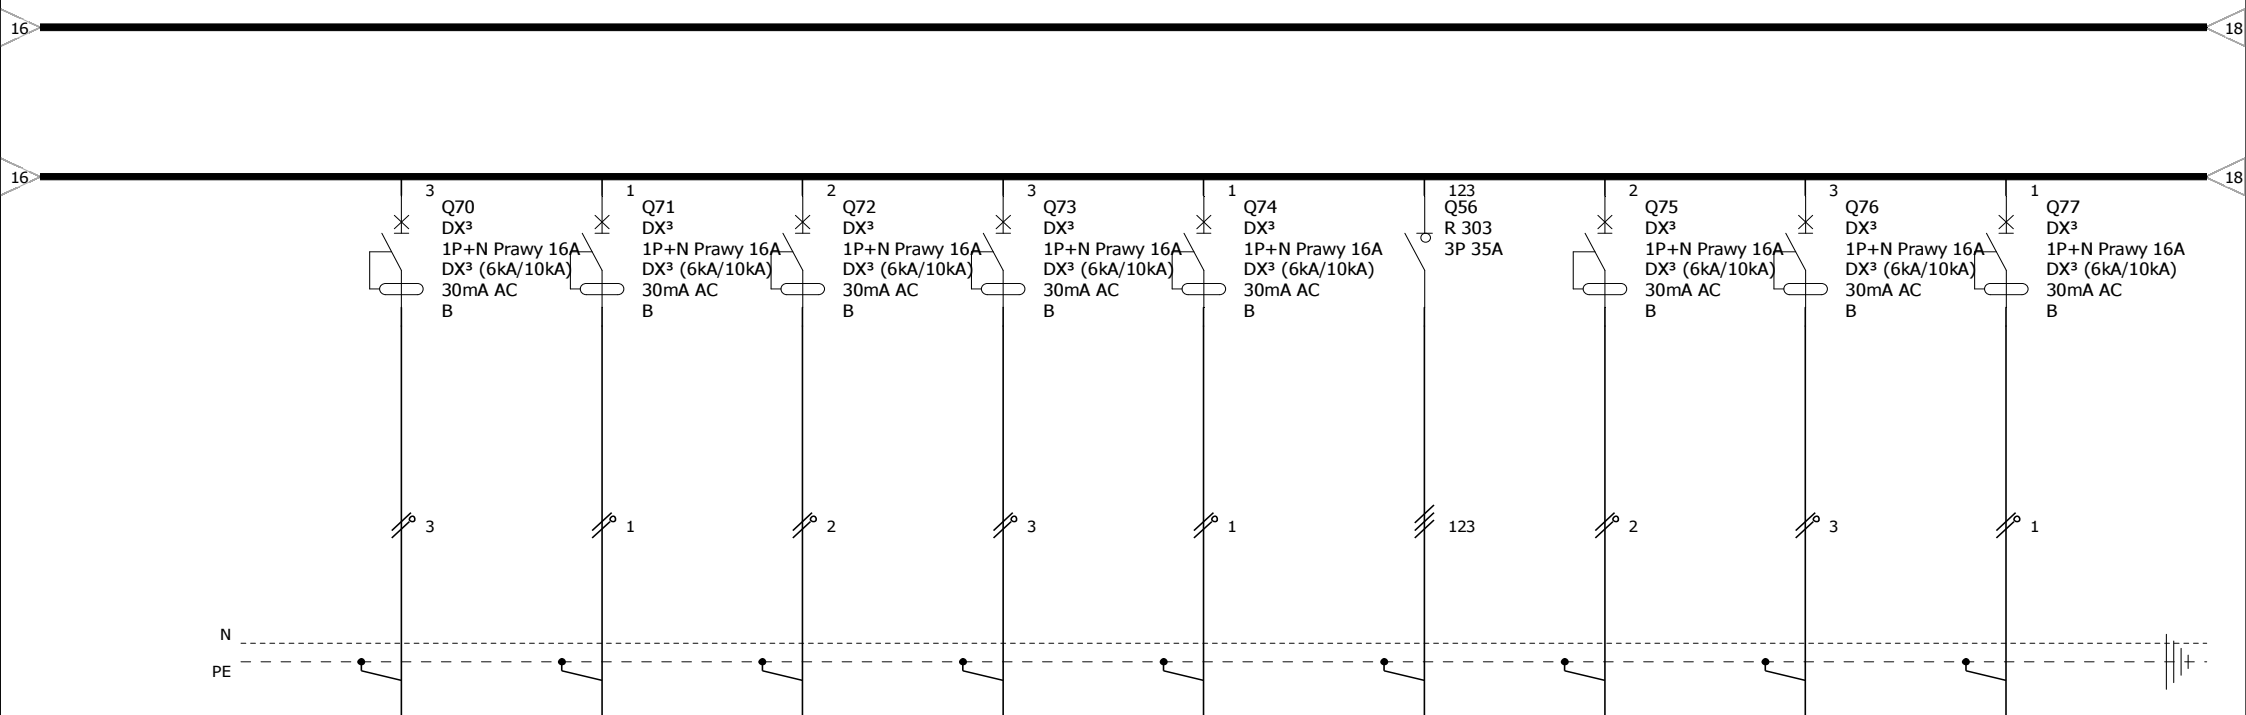 16
18
16
18
3
Q70
DX³
1P+N Prawy 16A
DX³ (6kA/10kA)
30mA AC
B
1
Q71
DX³
1P+N Prawy 16A
DX³ (6kA/10kA)
30mA AC
B
2
Q72
DX³
1P+N Prawy 16A
DX³ (6kA/10kA)
30mA AC
B
3
Q73
DX³
1P+N Prawy 16A
DX³ (6kA/10kA)
30mA AC
B
1
Q74
DX³
1P+N Prawy 16A
DX³ (6kA/10kA)
30mA AC
B
123
Q56
R 303
3P 35A
2
Q75
DX³
1P+N Prawy 16A
DX³ (6kA/10kA)
30mA AC
B
3
Q76
DX³
1P+N Prawy 16A
DX³ (6kA/10kA)
30mA AC
B
1
Q77
DX³
1P+N Prawy 16A
DX³ (6kA/10kA)
30mA AC
B
3
1
2
3
1
123
2
3
1
N
PE